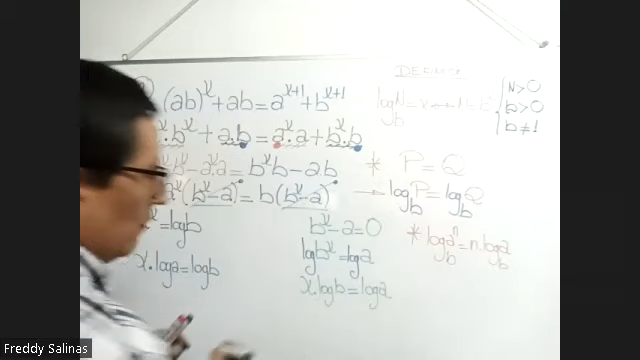 (ab)^x + ab = a^(x+1) + b^(x+1)
.b^x + a.b = a^x.a + b^x.b
b^x - a^x.a = b^x b - a.b
a^x (b^x - a) = b (b^x - a)
= log b
x.log a = log b
b^x - a = 0
log b^x = log a
x.log b = log a
N>0
log_b N = x
b>0
b≠1
* P = Q
→ log_b P = log_b Q
* log_b a^n = n.log_b a
Freddy Salinas